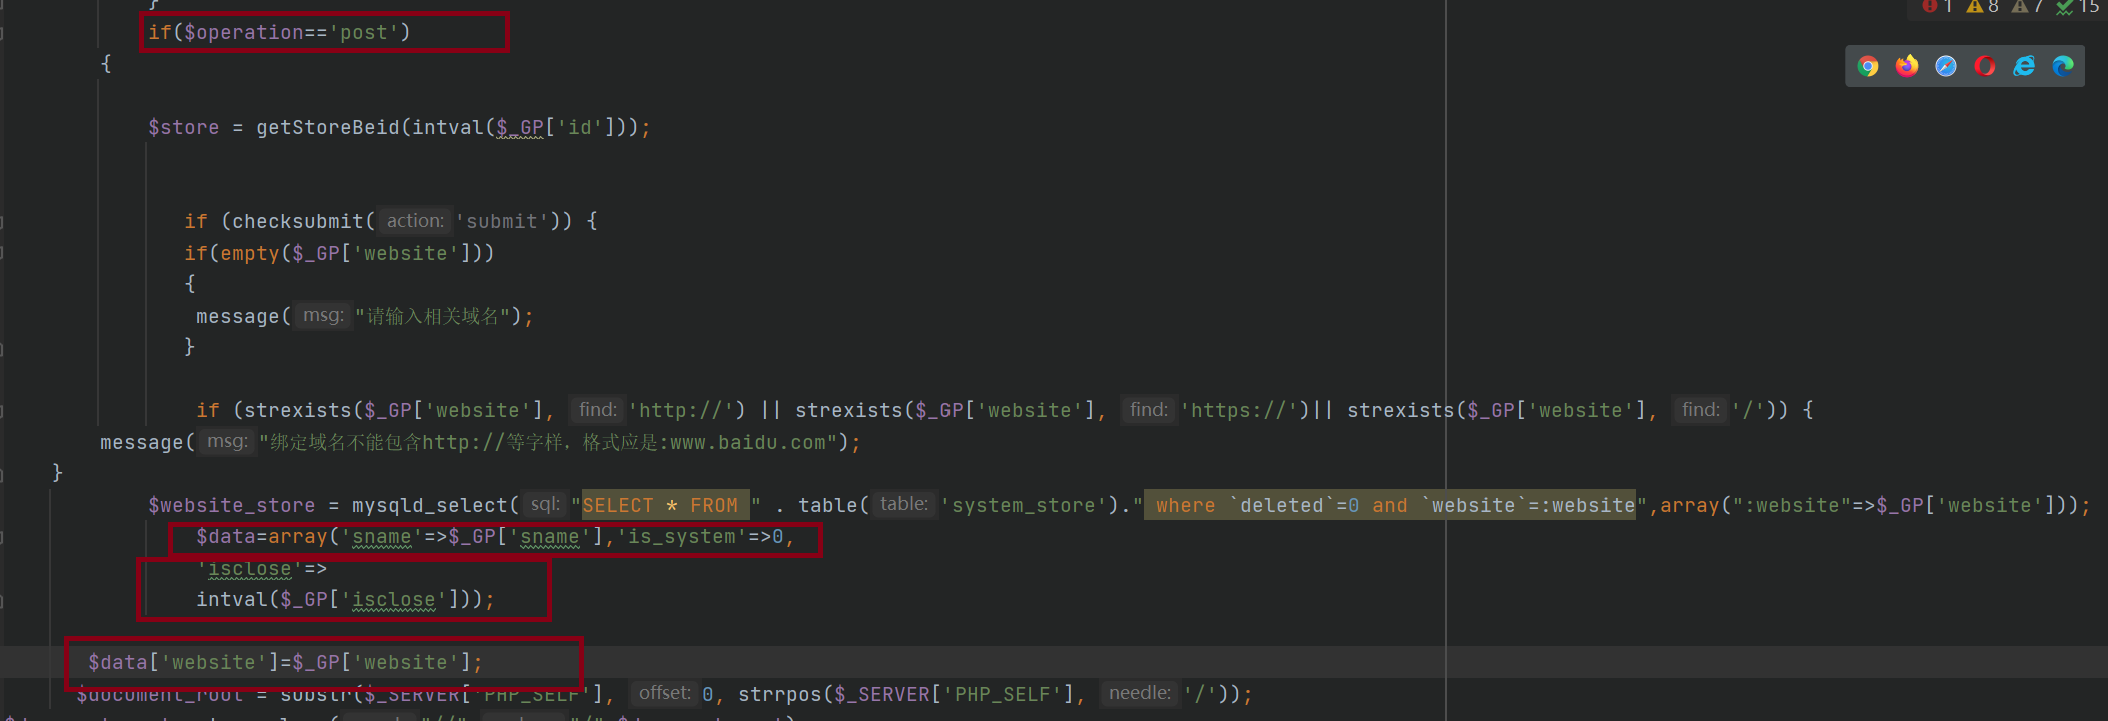 }
1 8 7 15
if($operation=='post')
{
$store = getStoreBeid(intval($_GP['id']));
if (checksubmit( action: 'submit')) {
if(empty($_GP['website']))
{
message( msg: "请输入相关域名");
}
if (strexists($_GP['website'], find: 'http://') || strexists($_GP['website'], find: 'https://')|| strexists($_GP['website'], find: '/')) {
message( msg: "绑定域名不能包含http://等字样，格式应是:www.baidu.com");
}
$website_store = mysqld_select( sql: "SELECT * FROM " . table( table: 'system_store')." where `deleted`=0 and `website`=:website",array(":website"=>$_GP['website']));
$data=array('sname'=>$_GP['sname'],'is_system'=>0,
'isclose'=>
intval($_GP['isclose']));
$data['website']=$_GP['website'];
$document_root = substr($_SERVER['PHP_SELF'], offset: 0, strrpos($_SERVER['PHP_SELF'], needle: '/'));